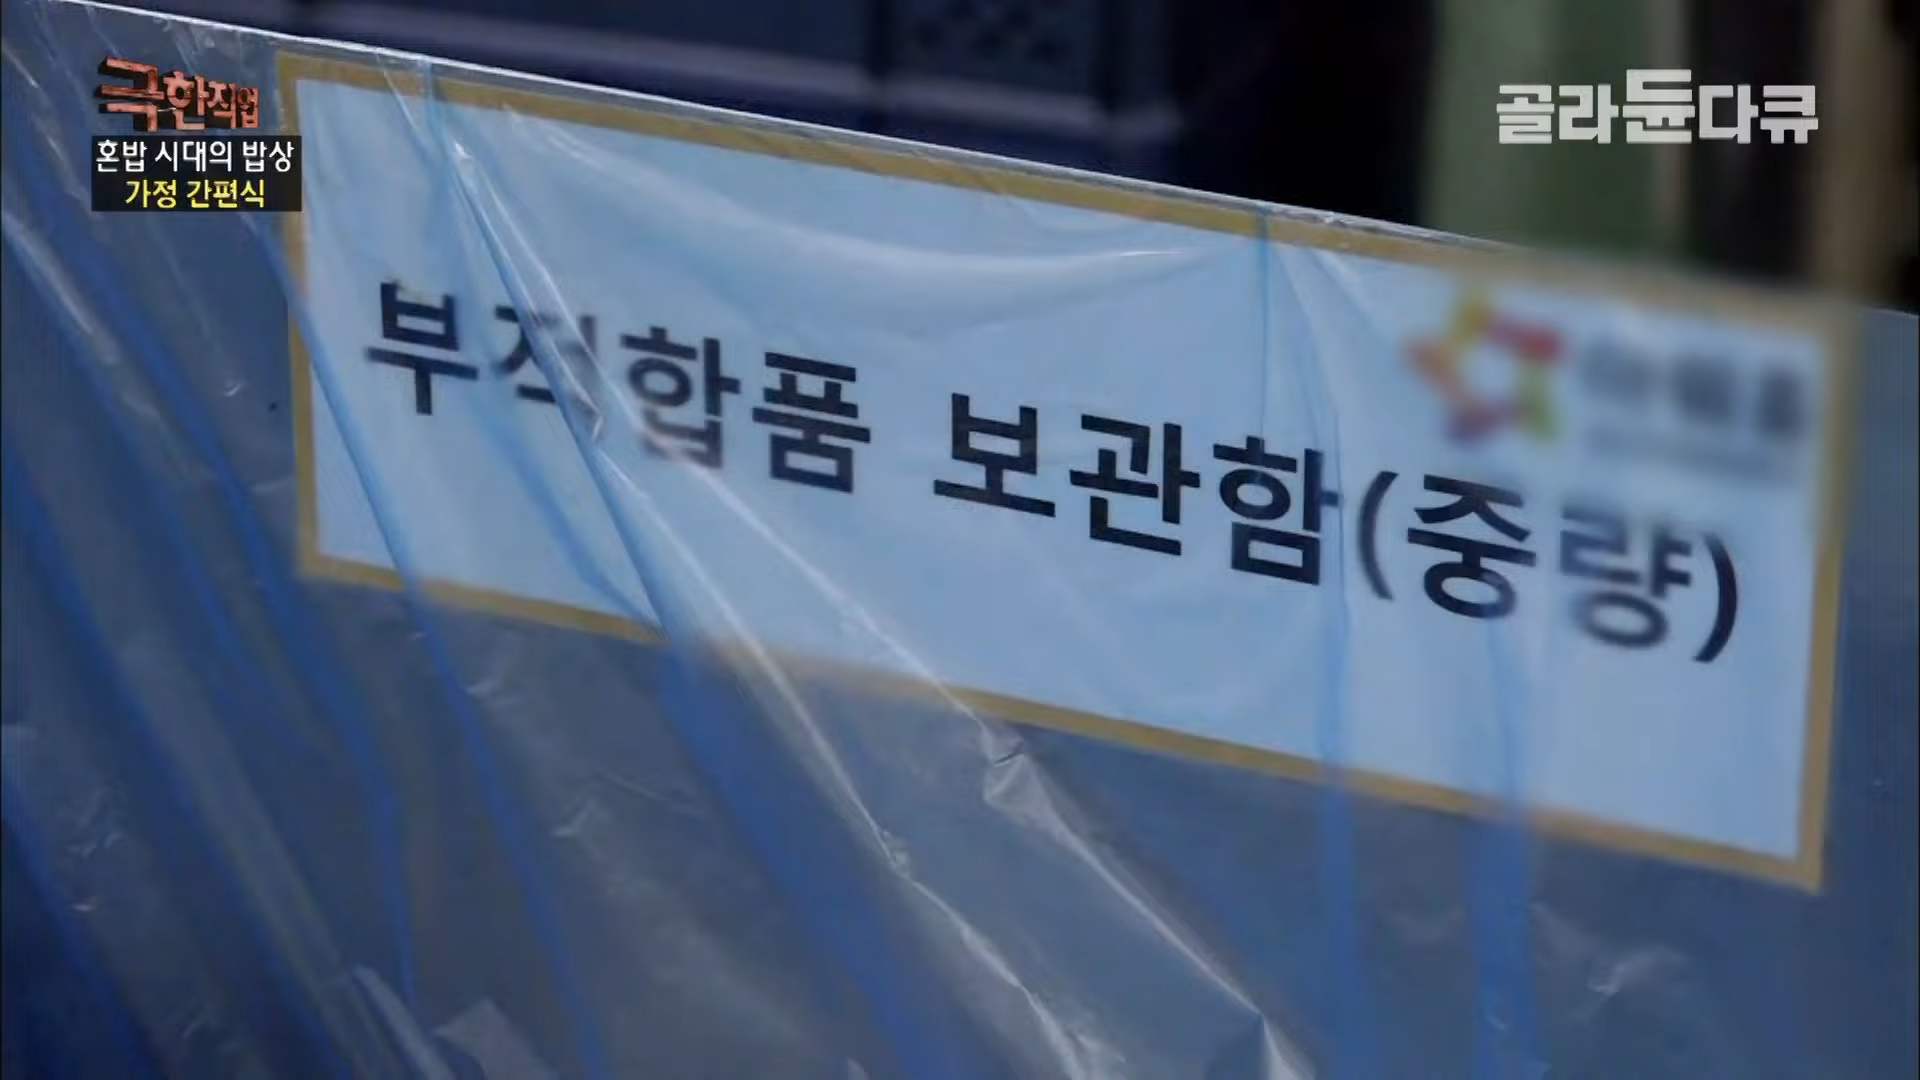 극한직업
혼밥 시대의 밥상
가정 간편식
골라듄다큐
부적합품 보관함(중량)